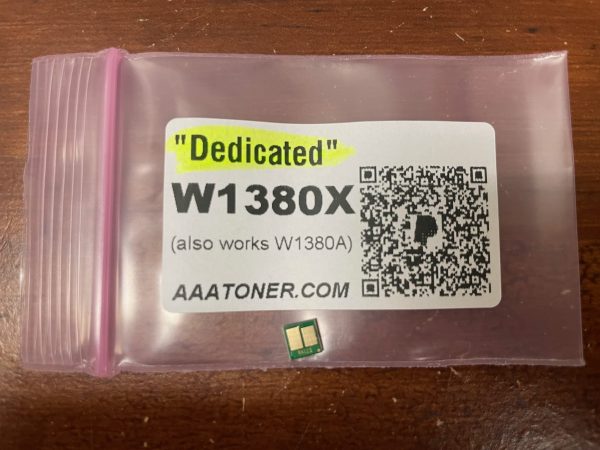 "Dedicated"
W1380X
(also works W1380A)
AAATONER.COM